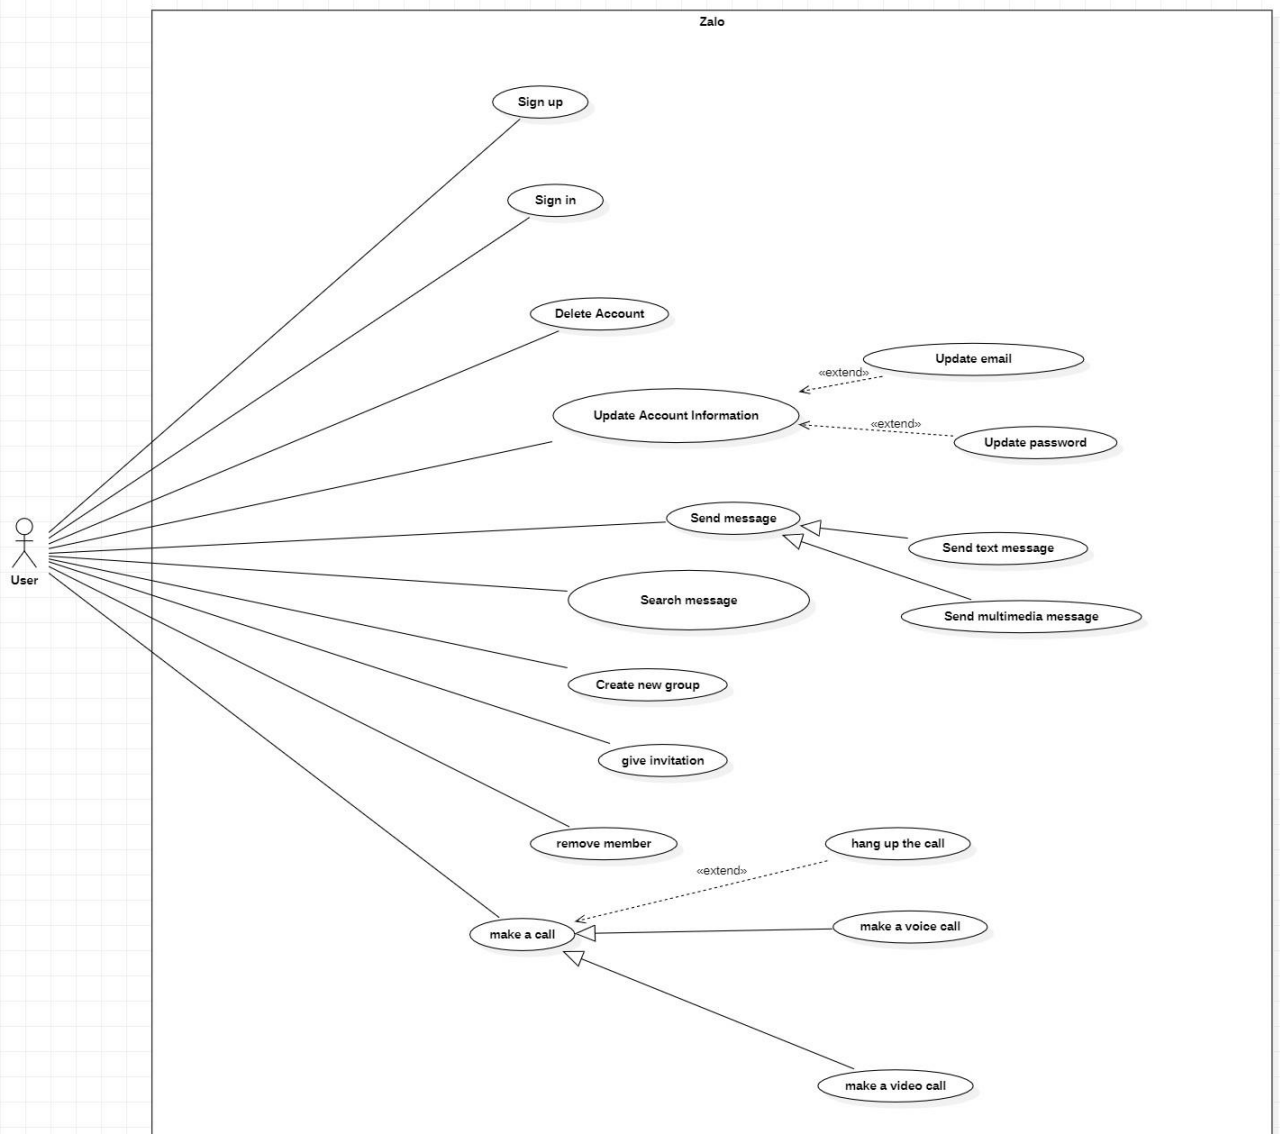 Zalo
Sign up
Sign in
Delete Account
Update email
«extend»
Update Account Information
«extend»
Update password
Send message
Send text message
User
Search message
Send multimedia message
Create new group
give invitation
remove member
hang up the call
«extend»
make a call
make a voice call
make a video call